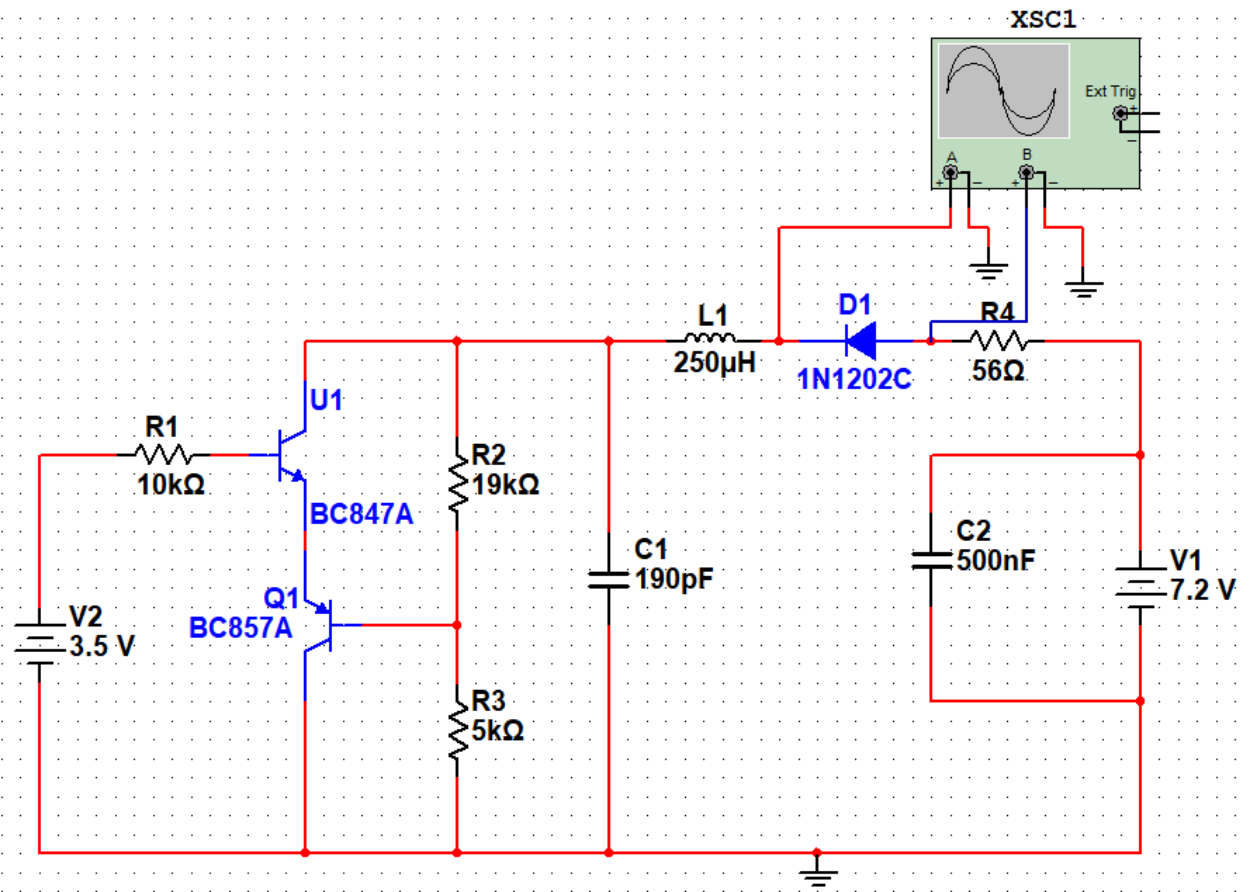 XSC1
Ext Trig
+
−
A
B
+
−
+
−
D1
1N1202C
R4
56Ω
L1
250µH
U1
BC847A
R1
10kΩ
R2
19kΩ
C1
190pF
C2
500nF
V1
7.2 V
Q1
BC857A
V2
3.5 V
R3
5kΩ